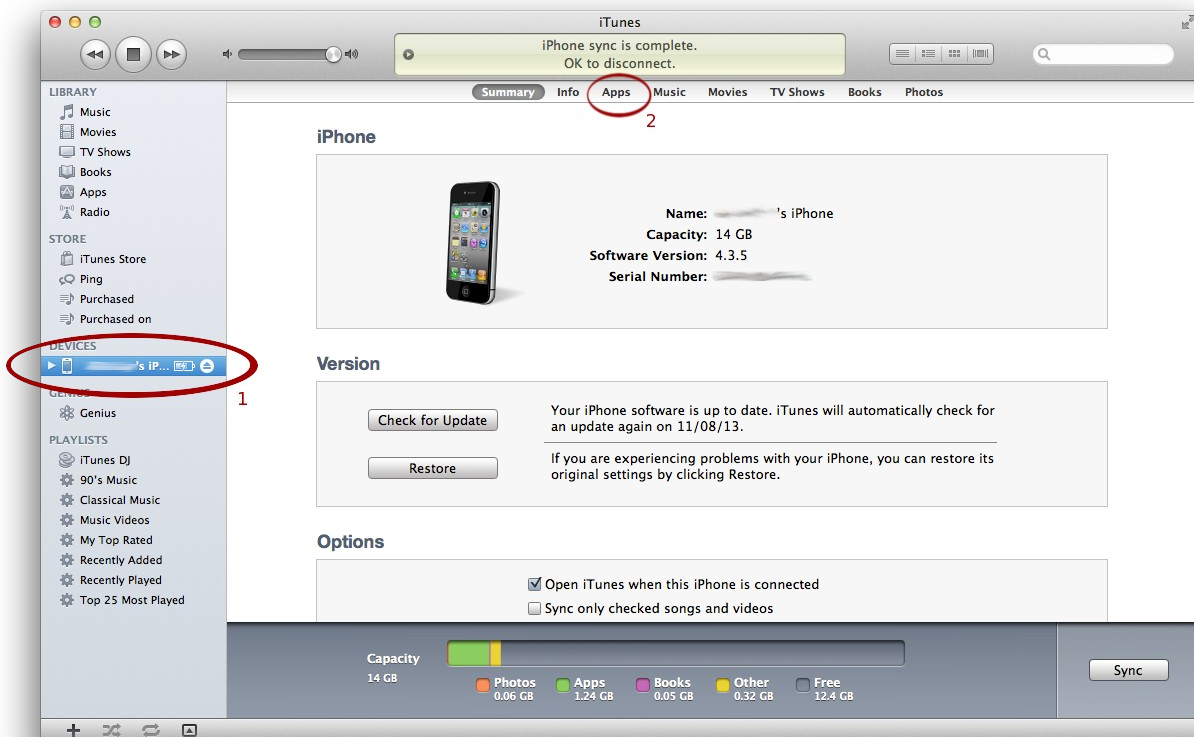 iTunes
iPhone sync is complete.
OK to disconnect.
Summary Info Apps Music Movies TV Shows Books Photos
2
LIBRARY
Music
Movies
TV Shows
Books
Apps
Radio
STORE
iTunes Store
Ping
Purchased
Purchased on
DEVICES
's iP...
1
GENIUS
Genius
PLAYLISTS
iTunes DJ
90's Music
Classical Music
Music Videos
My Top Rated
Recently Added
Recently Played
Top 25 Most Played
iPhone
Name: 's iPhone
Capacity: 14 GB
Software Version: 4.3.5
Serial Number:
Version
Check for Update
Your iPhone software is up to date. iTunes will automatically check for
an update again on 11/08/13.
Restore
If you are experiencing problems with your iPhone, you can restore its
original settings by clicking Restore.
Options
Open iTunes when this iPhone is connected
Sync only checked songs and videos
Capacity
14 GB
Photos
0.06 GB
Apps
1.24 GB
Books
0.05 GB
Other
0.32 GB
Free
12.4 GB
Sync